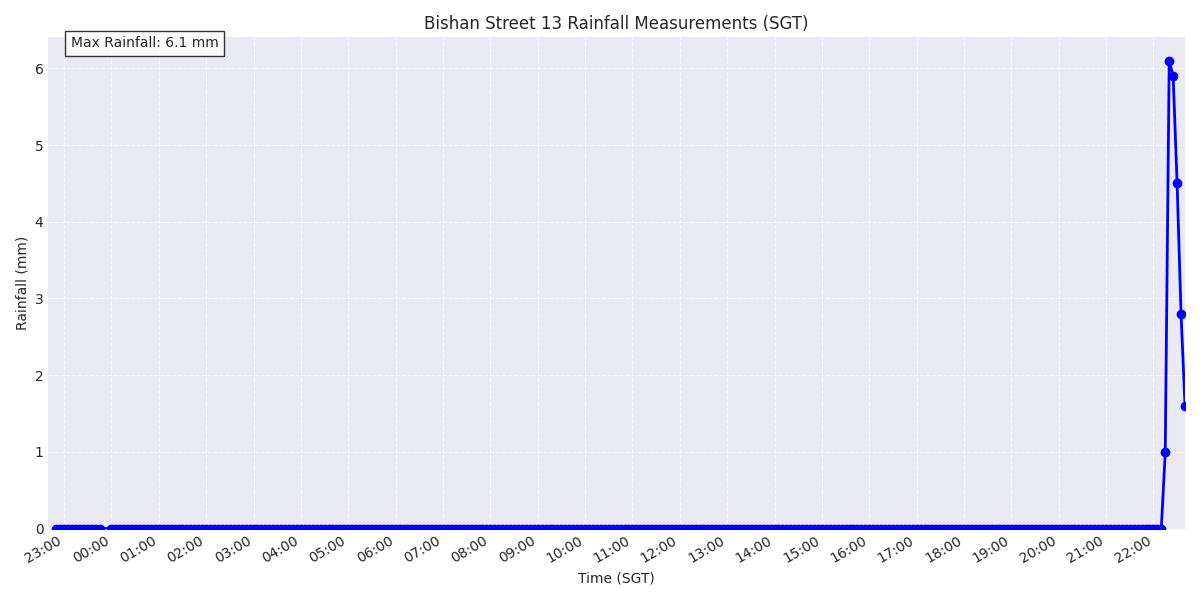 Bishan Street 13 Rainfall Measurements (SGT)
Max Rainfall: 6.1 mm
6
5
4
3
2
1
0
Rainfall (mm)
23:00 00:00 01:00 02:00 03:00 04:00 05:00 06:00 07:00 08:00 09:00 10:00 11:00 12:00 13:00 14:00 15:00 16:00 17:00 18:00 19:00 20:00 21:00 22:00
Time (SGT)